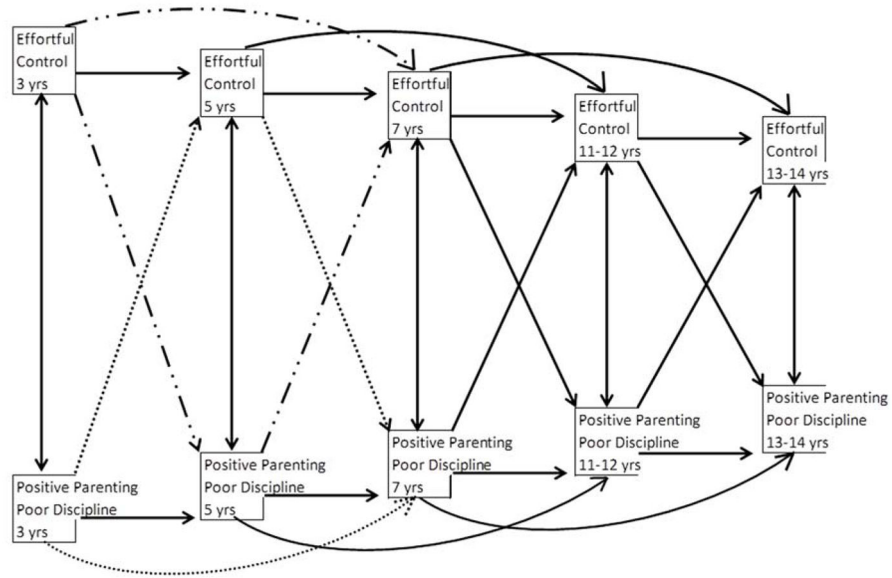 Effortful
Control
3 yrs
Effortful
Control
5 yrs
Effortful
Control
7 yrs
Effortful
Control
11-12 yrs
Effortful
Control
13-14 yrs
Positive Parenting
Poor Discipline
3 yrs
Positive Parenting
Poor Discipline
5 yrs
Positive Parenting
Poor Discipline
7 yrs
Positive Parenting
Poor Discipline
11-12 yrs
Positive Parenting
Poor Discipline
13-14 yrs